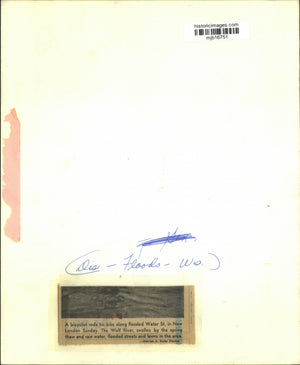 historicimages.com
mjb16751
(Dis - Floods - Wis.)
A bicyclist rode his bike along flooded Water St. in New
London Sunday. The Wolf River, swollen by the spring
thaw and rain water, flooded streets and lawns in the area.